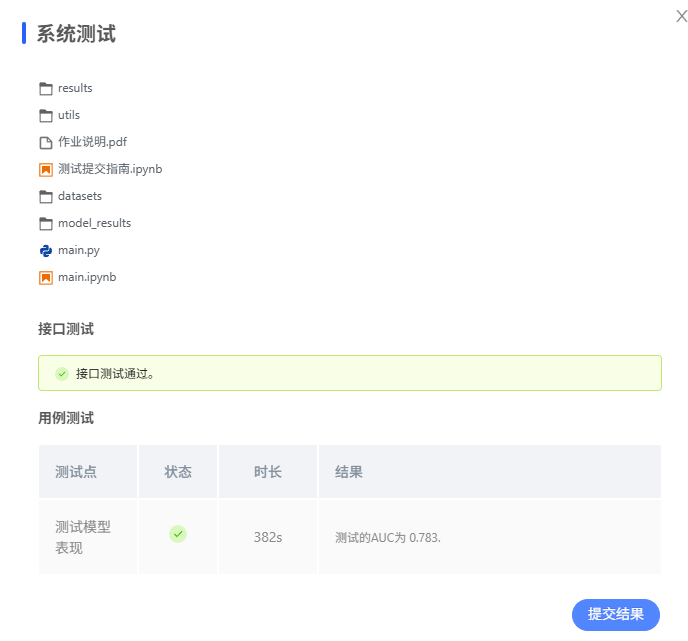 系统测试
results
utils
作业说明.pdf
测试提交指南.ipynb
datasets
model_results
main.py
main.ipynb
接口测试
接口测试通过。
用例测试
测试点 状态 时长 结果
测试模型
表现
382s
测试的AUC为 0.783.
提交结果